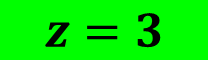 z = 3